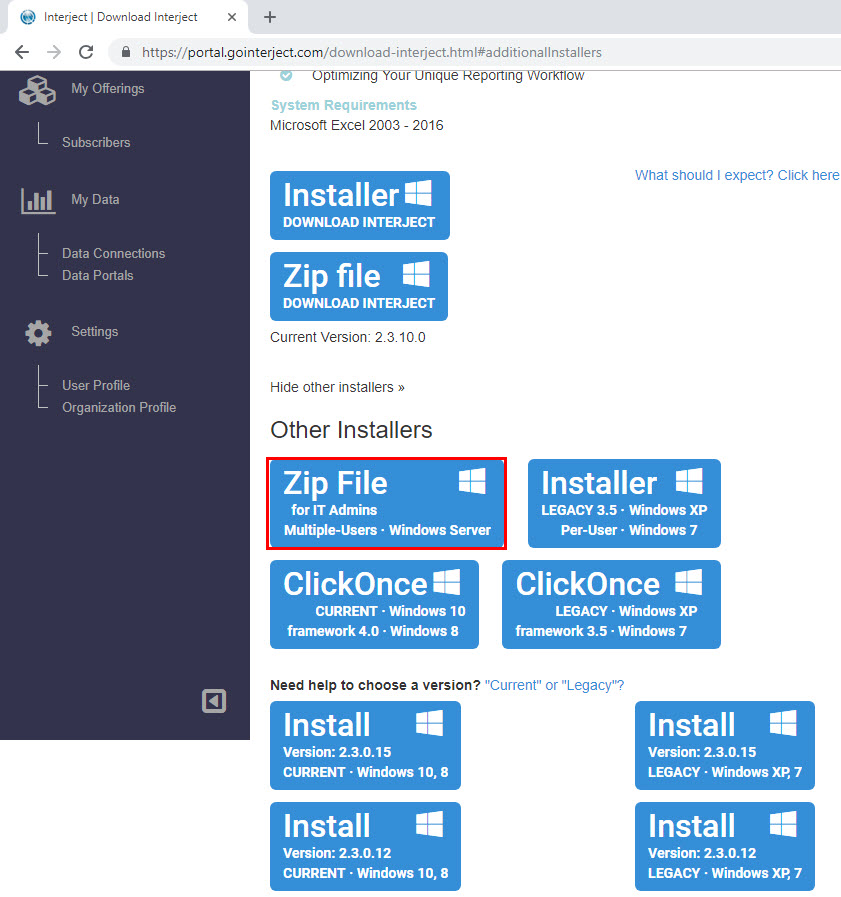 Interject | Download Interject
https://portal.gointerject.com/download-interject.html#additionalInstallers
My Offerings
Subscribers
My Data
Data Connections
Data Portals
Settings
User Profile
Organization Profile
Optimizing Your Unique Reporting Workflow
System Requirements
Microsoft Excel 2003 - 2016
What should I expect? Click here
Installer
DOWNLOAD INTERJECT
Zip file
DOWNLOAD INTERJECT
Current Version: 2.3.10.0
Hide other installers »
Other Installers
Zip File
for IT Admins
Multiple-Users · Windows Server
Installer
LEGACY 3.5 · Windows XP
Per-User · Windows 7
ClickOnce
CURRENT · Windows 10
framework 4.0 · Windows 8
ClickOnce
LEGACY · Windows XP
framework 3.5 · Windows 7
Need help to choose a version? "Current" or "Legacy"?
Install
Version: 2.3.0.15
CURRENT · Windows 10, 8
Install
Version: 2.3.0.15
LEGACY · Windows XP, 7
Install
Version: 2.3.0.12
CURRENT · Windows 10, 8
Install
Version: 2.3.0.12
LEGACY · Windows XP, 7